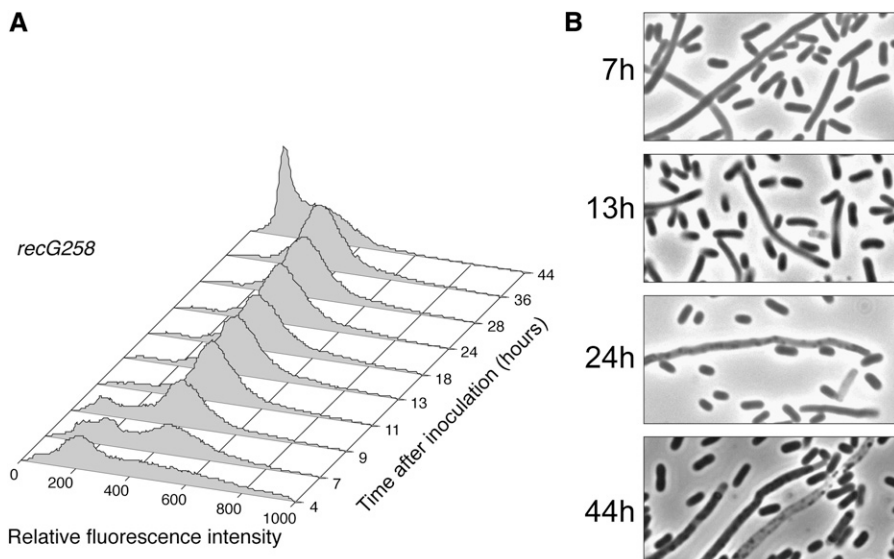 A
B
recG258
0
200
400
600
800
1000
Relative fluorescence intensity
4
7
9
11
13
18
24
28
36
44
Time after inoculation (hours)
7h
13h
24h
44h